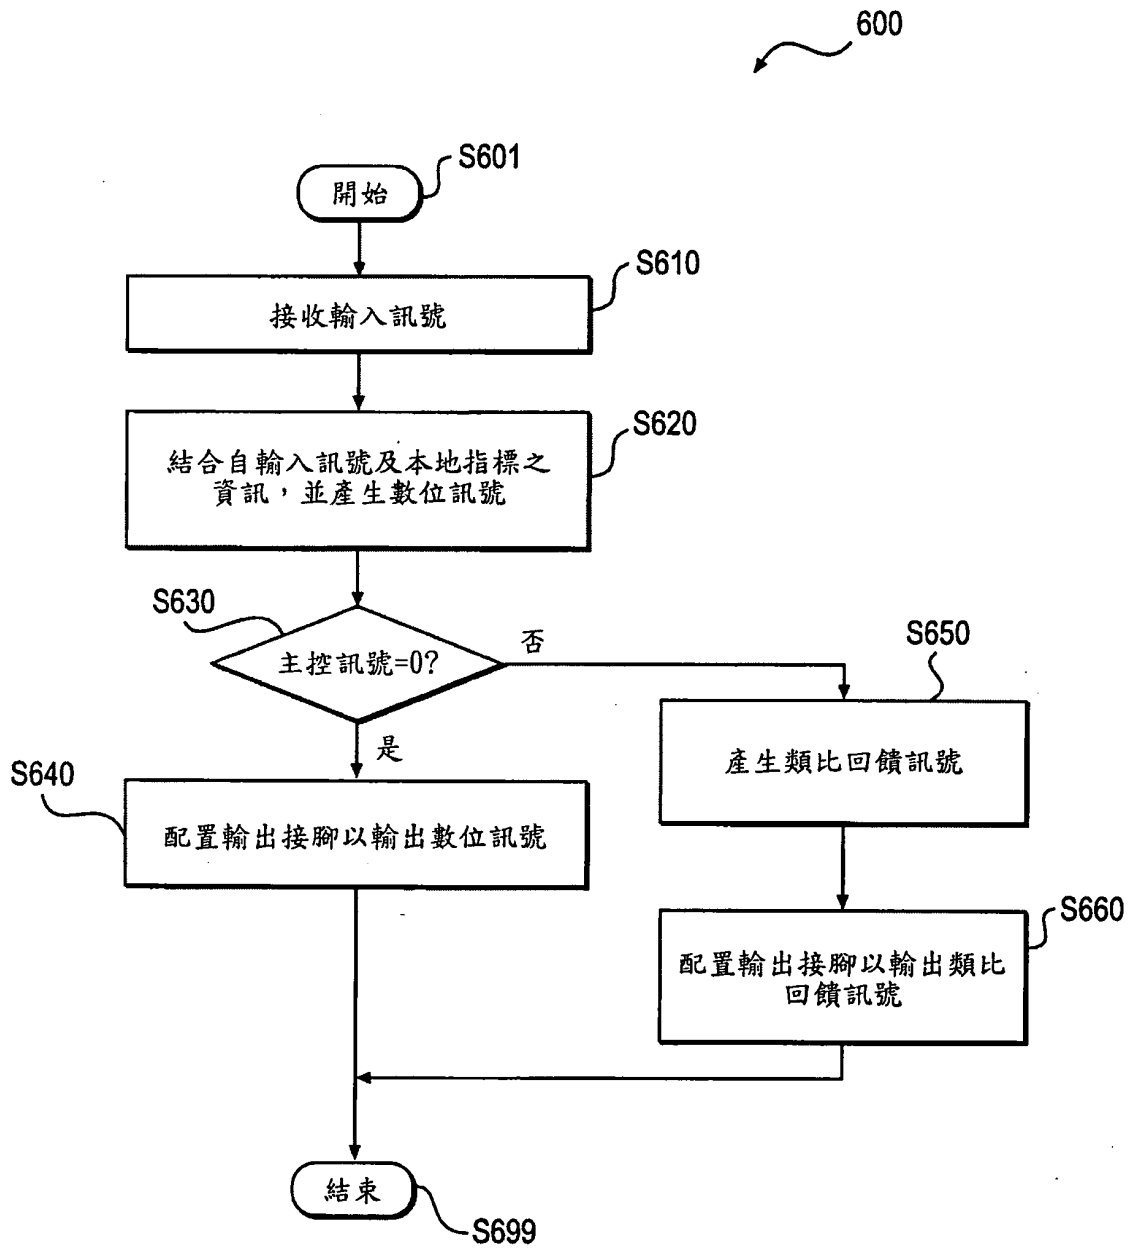 600
S601
開始
S610
接收輸入訊號
S620
結合自輸入訊號及本地指標之
資訊，並產生數位訊號
S630
主控訊號=0?
否
S650
是
產生類比回饋訊號
S640
配置輸出接腳以輸出數位訊號
S660
配置輸出接腳以輸出類比
回饋訊號
結束
S699